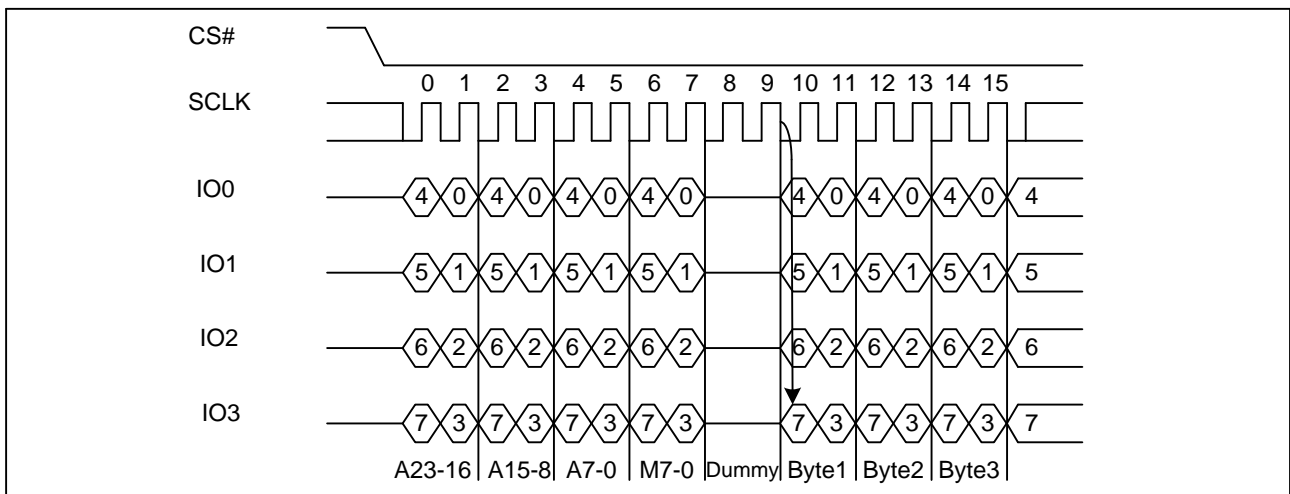 CS#
0 1 2 3 4 5 6 7 8 9 10 11 12 13 14 15
SCLK
IO0 4 0 4 0 4 0 4 0 4 0 4 0 4 0 4
IO1 5 1 5 1 5 1 5 1 5 1 5 1 5 1 5
IO2 6 2 6 2 6 2 6 2 6 2 6 2 6 2 6
IO3 7 3 7 3 7 3 7 3 7 3 7 3 7 3 7
A23-16 A15-8 A7-0 M7-0 Dummy Byte1 Byte2 Byte3